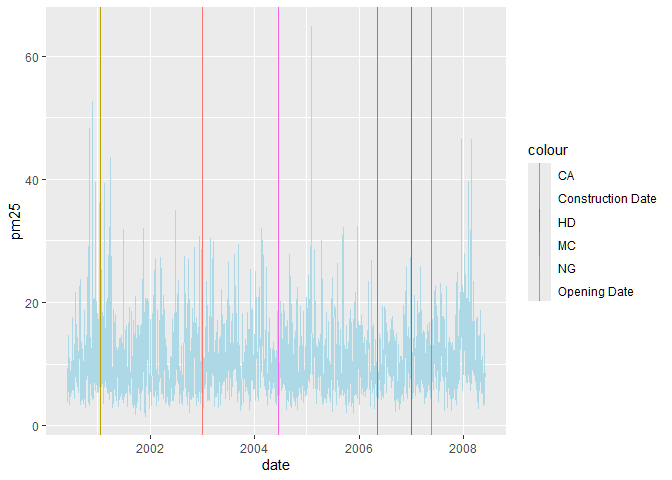 60
40
20
0
pm25
2002
2004
2006
2008
date
colour
CA
Construction Date
HD
MC
NG
Opening Date